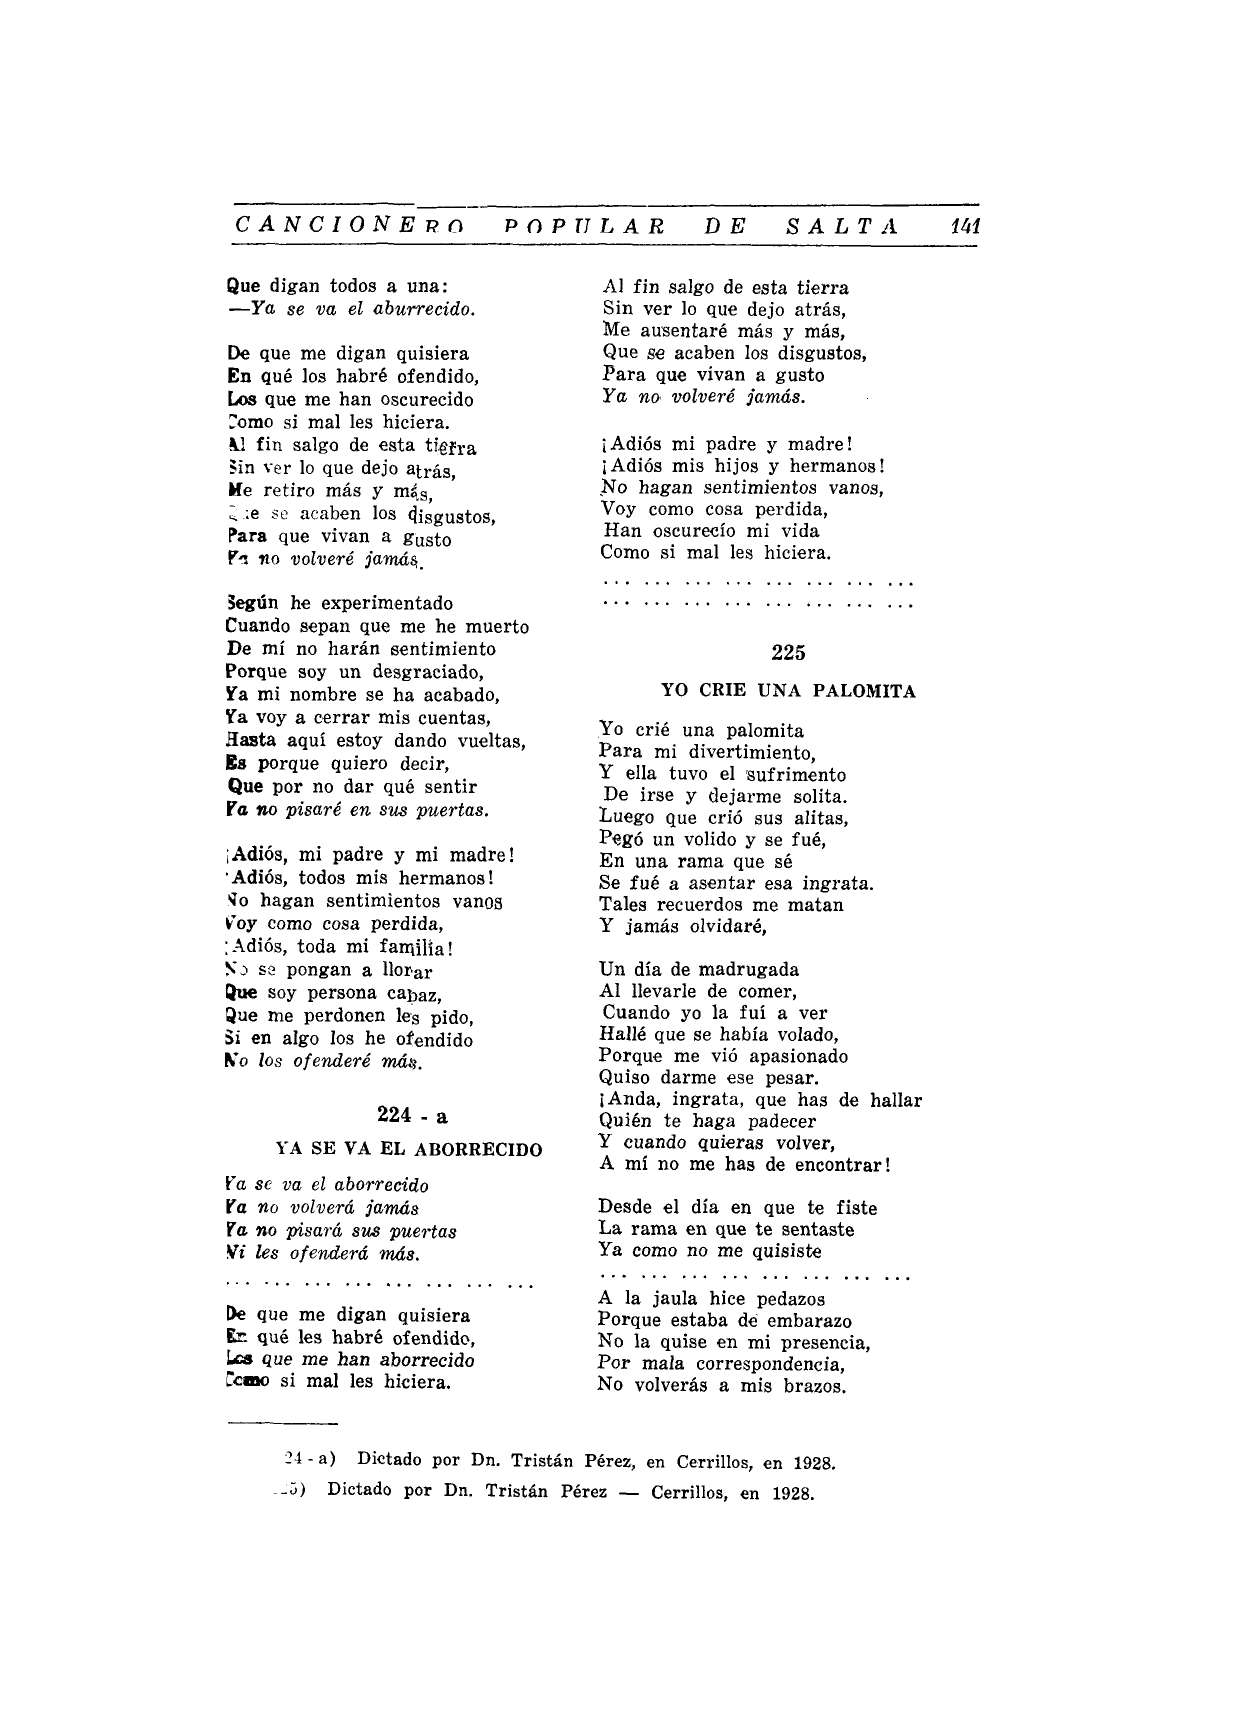 CANCIONERO POPULAR DE SALTA 141
Que digan todos a una:
—Ya se va el aburrecido.
De que me digan quisiera
En qué los habré ofendido,
Los que me han oscurecido
Como si mal les hiciera.
Al fin salgo de esta tierra
Sin ver lo que dejo atrás,
Me retiro más y más,
Que se acaben los disgustos,
Para que vivan a gusto
Ya no volveré jamás.
Según he experimentado
Cuando sepan que me he muerto
De mí no harán sentimiento
Porque soy un desgraciado,
Ya mi nombre se ha acabado,
Ya voy a cerrar mis cuentas,
Hasta aquí estoy dando vueltas,
Es porque quiero decir,
Que por no dar qué sentir
Ya no pisaré en sus puertas.
¡Adiós, mi padre y mi madre!
¡Adiós, todos mis hermanos!
No hagan sentimientos vanos
Voy como cosa perdida,
¡Adiós, toda mi familia!
No se pongan a llorar
Que soy persona capaz,
Que me perdonen les pido,
Si en algo los he ofendido
No los ofenderé más.
224 - a
YA SE VA EL ABORRECIDO
Ya se va el aborrecido
Ya no volverá jamás
Ya no pisará sus puertas
Ni les ofenderá más.
... ... ... ... ... ... ... ...
De que me digan quisiera
En qué les habré ofendido,
Los que me han aborrecido
Como si mal les hiciera.
Al fin salgo de esta tierra
Sin ver lo que dejo atrás,
Me ausentaré más y más,
Que se acaben los disgustos,
Para que vivan a gusto
Ya no volveré jamás.
¡Adiós mi padre y madre!
¡Adiós mis hijos y hermanos!
No hagan sentimientos vanos,
Voy como cosa perdida,
Han oscurecío mi vida
Como si mal les hiciera.
... ... ... ... ... ... ... ...
... ... ... ... ... ... ... ...
225
YO CRIE UNA PALOMITA
Yo crié una palomita
Para mi divertimiento,
Y ella tuvo el sufrimento
De irse y dejarme solita.
Luego que crió sus alitas,
Pegó un volido y se fué,
En una rama que sé
Se fué a asentar esa ingrata.
Tales recuerdos me matan
Y jamás olvidaré,
Un día de madrugada
Al llevarle de comer,
Cuando yo la fuí a ver
Hallé que se había volado,
Porque me vió apasionado
Quiso darme ese pesar.
¡Anda, ingrata, que has de hallar
Quién te haga padecer
Y cuando quieras volver,
A mí no me has de encontrar!
Desde el día en que te fiste
La rama en que te sentaste
Ya como no me quisiste
... ... ... ... ... ... ... ...
A la jaula hice pedazos
Porque estaba de embarazo
No la quise en mi presencia,
Por mala correspondencia,
No volverás a mis brazos.
24 - a) Dictado por Dn. Tristán Pérez, en Cerrillos, en 1928.
5) Dictado por Dn. Tristán Pérez — Cerrillos, en 1928.